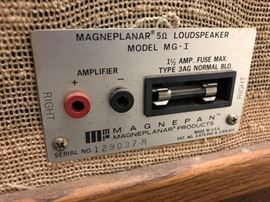 MAGNEPLANAR® 5Ω LOUDSPEAKER
MODEL MG-I
1½ AMP. FUSE MAX.
TYPE 3AG NORMAL BLO.
AMPLIFIER
+ −
RIGHT
RIGHT
MAGNEPAN™
MAGNEPLANAR® PRODUCTS
MADE IN U.S.A.
SERIAL NO. 129037.R